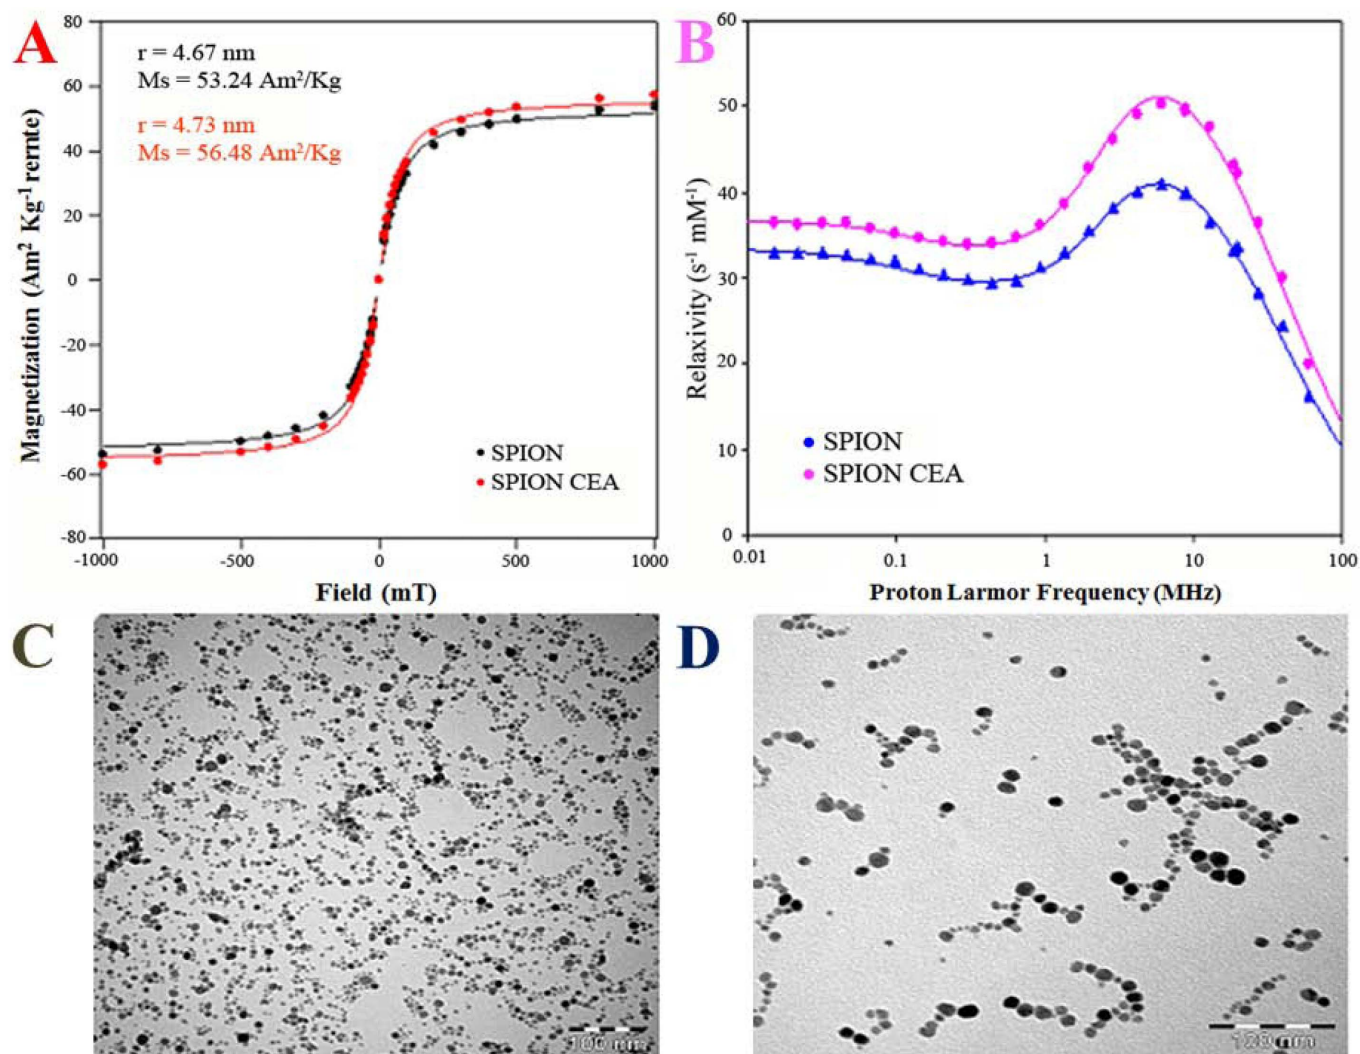 A
80
60
40
20
0
-20
-40
-60
-80
-1000
-500
0
500
1000
Magnetization (Am² Kg⁻¹ rernte)
Field (mT)
r = 4.67 nm
Ms = 53.24 Am²/Kg
r = 4.73 nm
Ms = 56.48 Am²/Kg
SPION
SPION CEA
B
60
50
40
30
20
10
0
0.01
0.1
1
10
100
Relaxivity (s⁻¹ mM⁻¹)
Proton Larmor Frequency (MHz)
SPION
SPION CEA
C
100 nm
D
120 nm